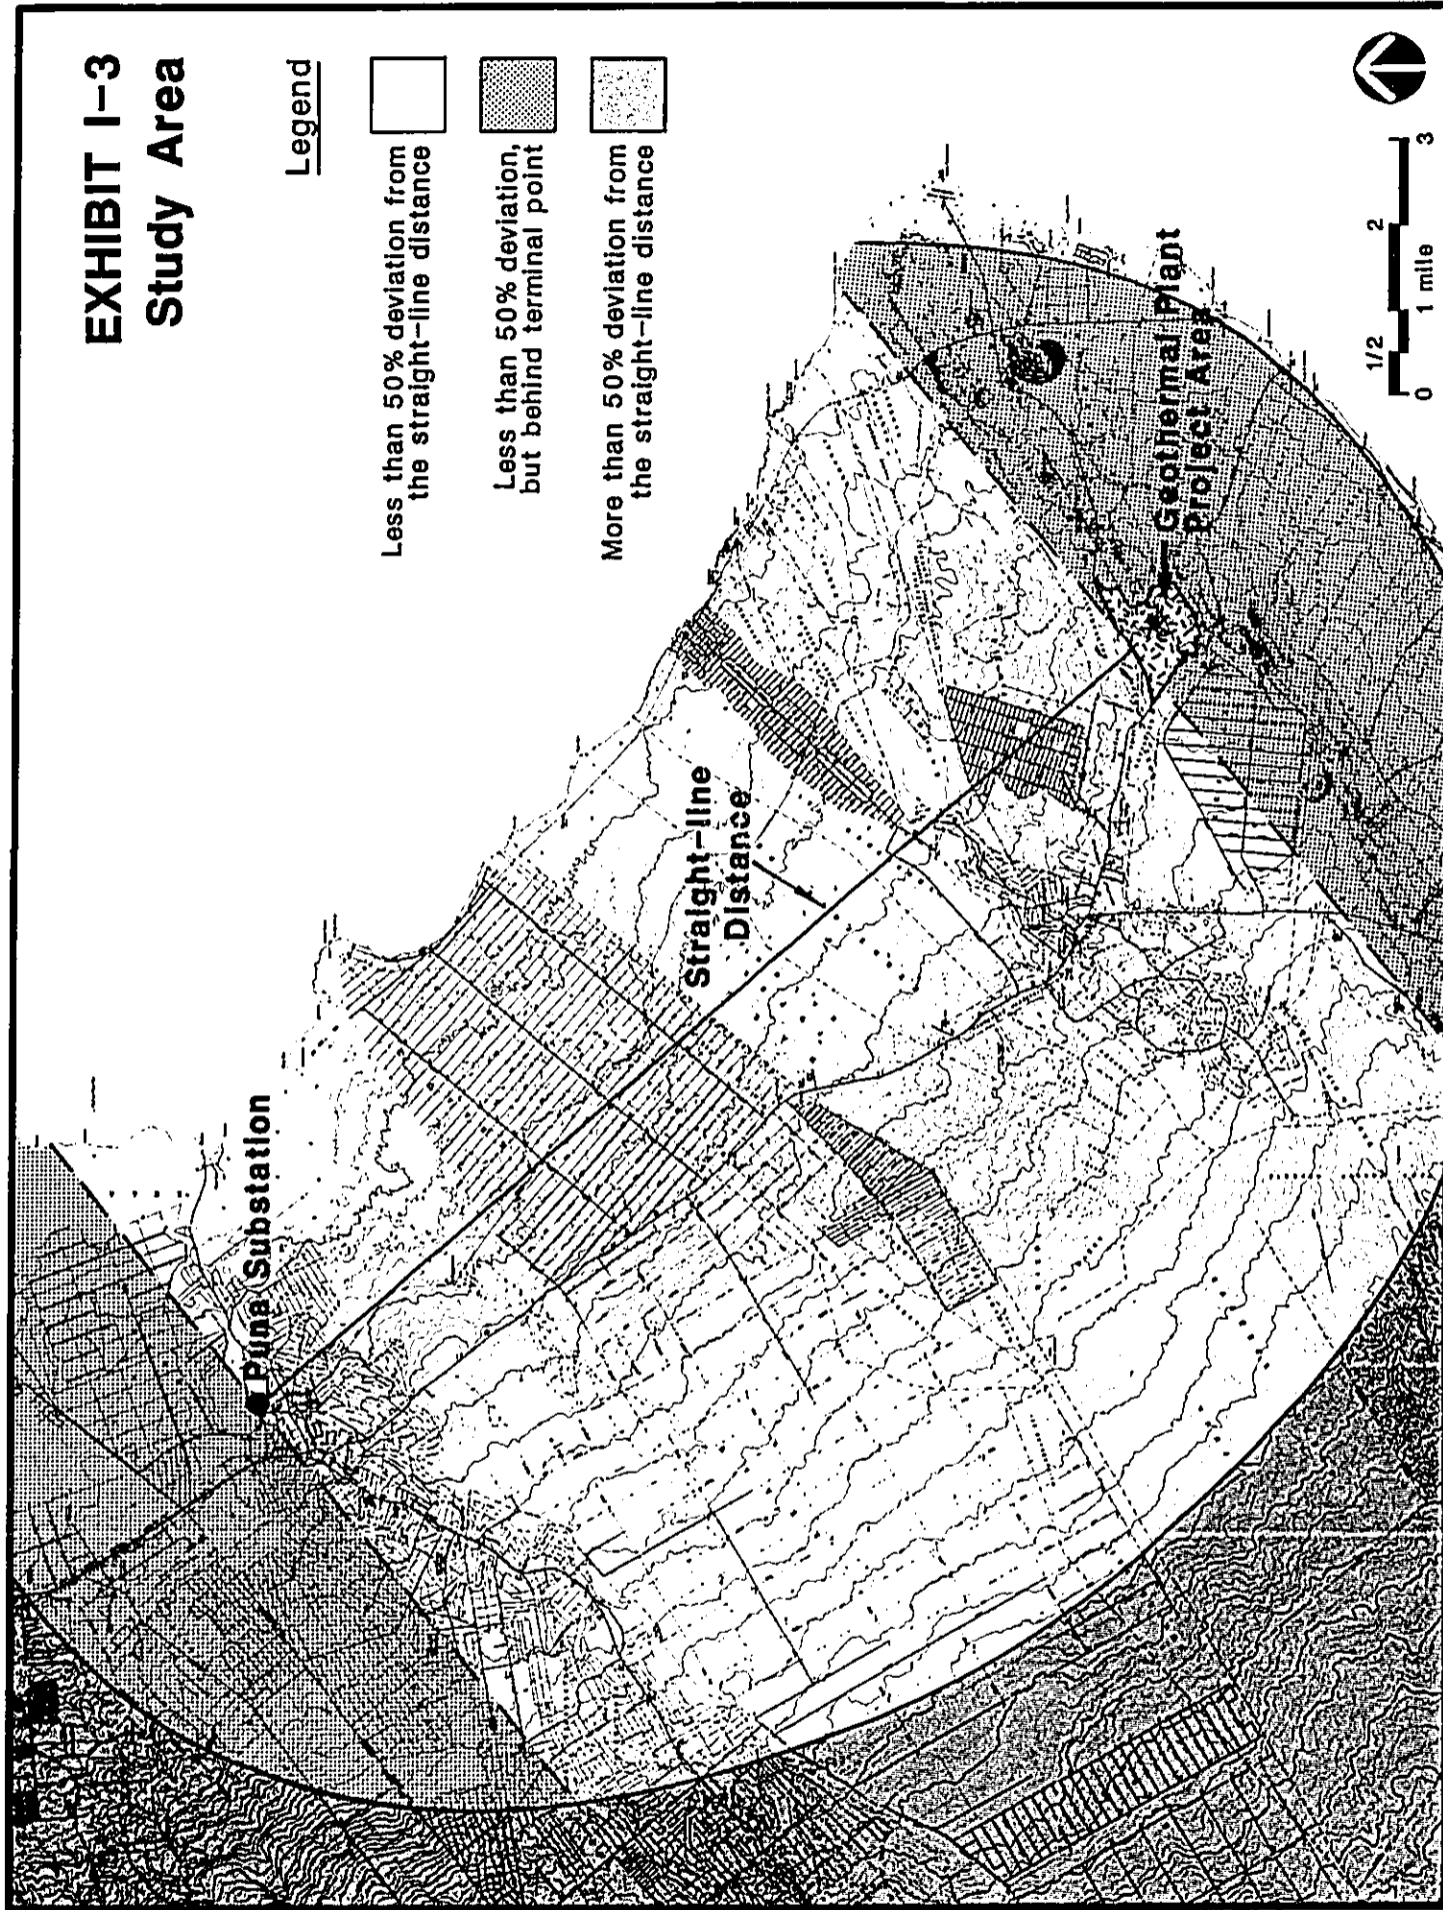 EXHIBIT I-3
Study Area
Legend
Less than 50% deviation from
the straight-line distance
Less than 50% deviation,
but behind terminal point
More than 50% deviation from
the straight-line distance
Puna Substation
Straight-line
Distance
Geothermal Plant
Project Area
0 1/2 1 mile 2 3